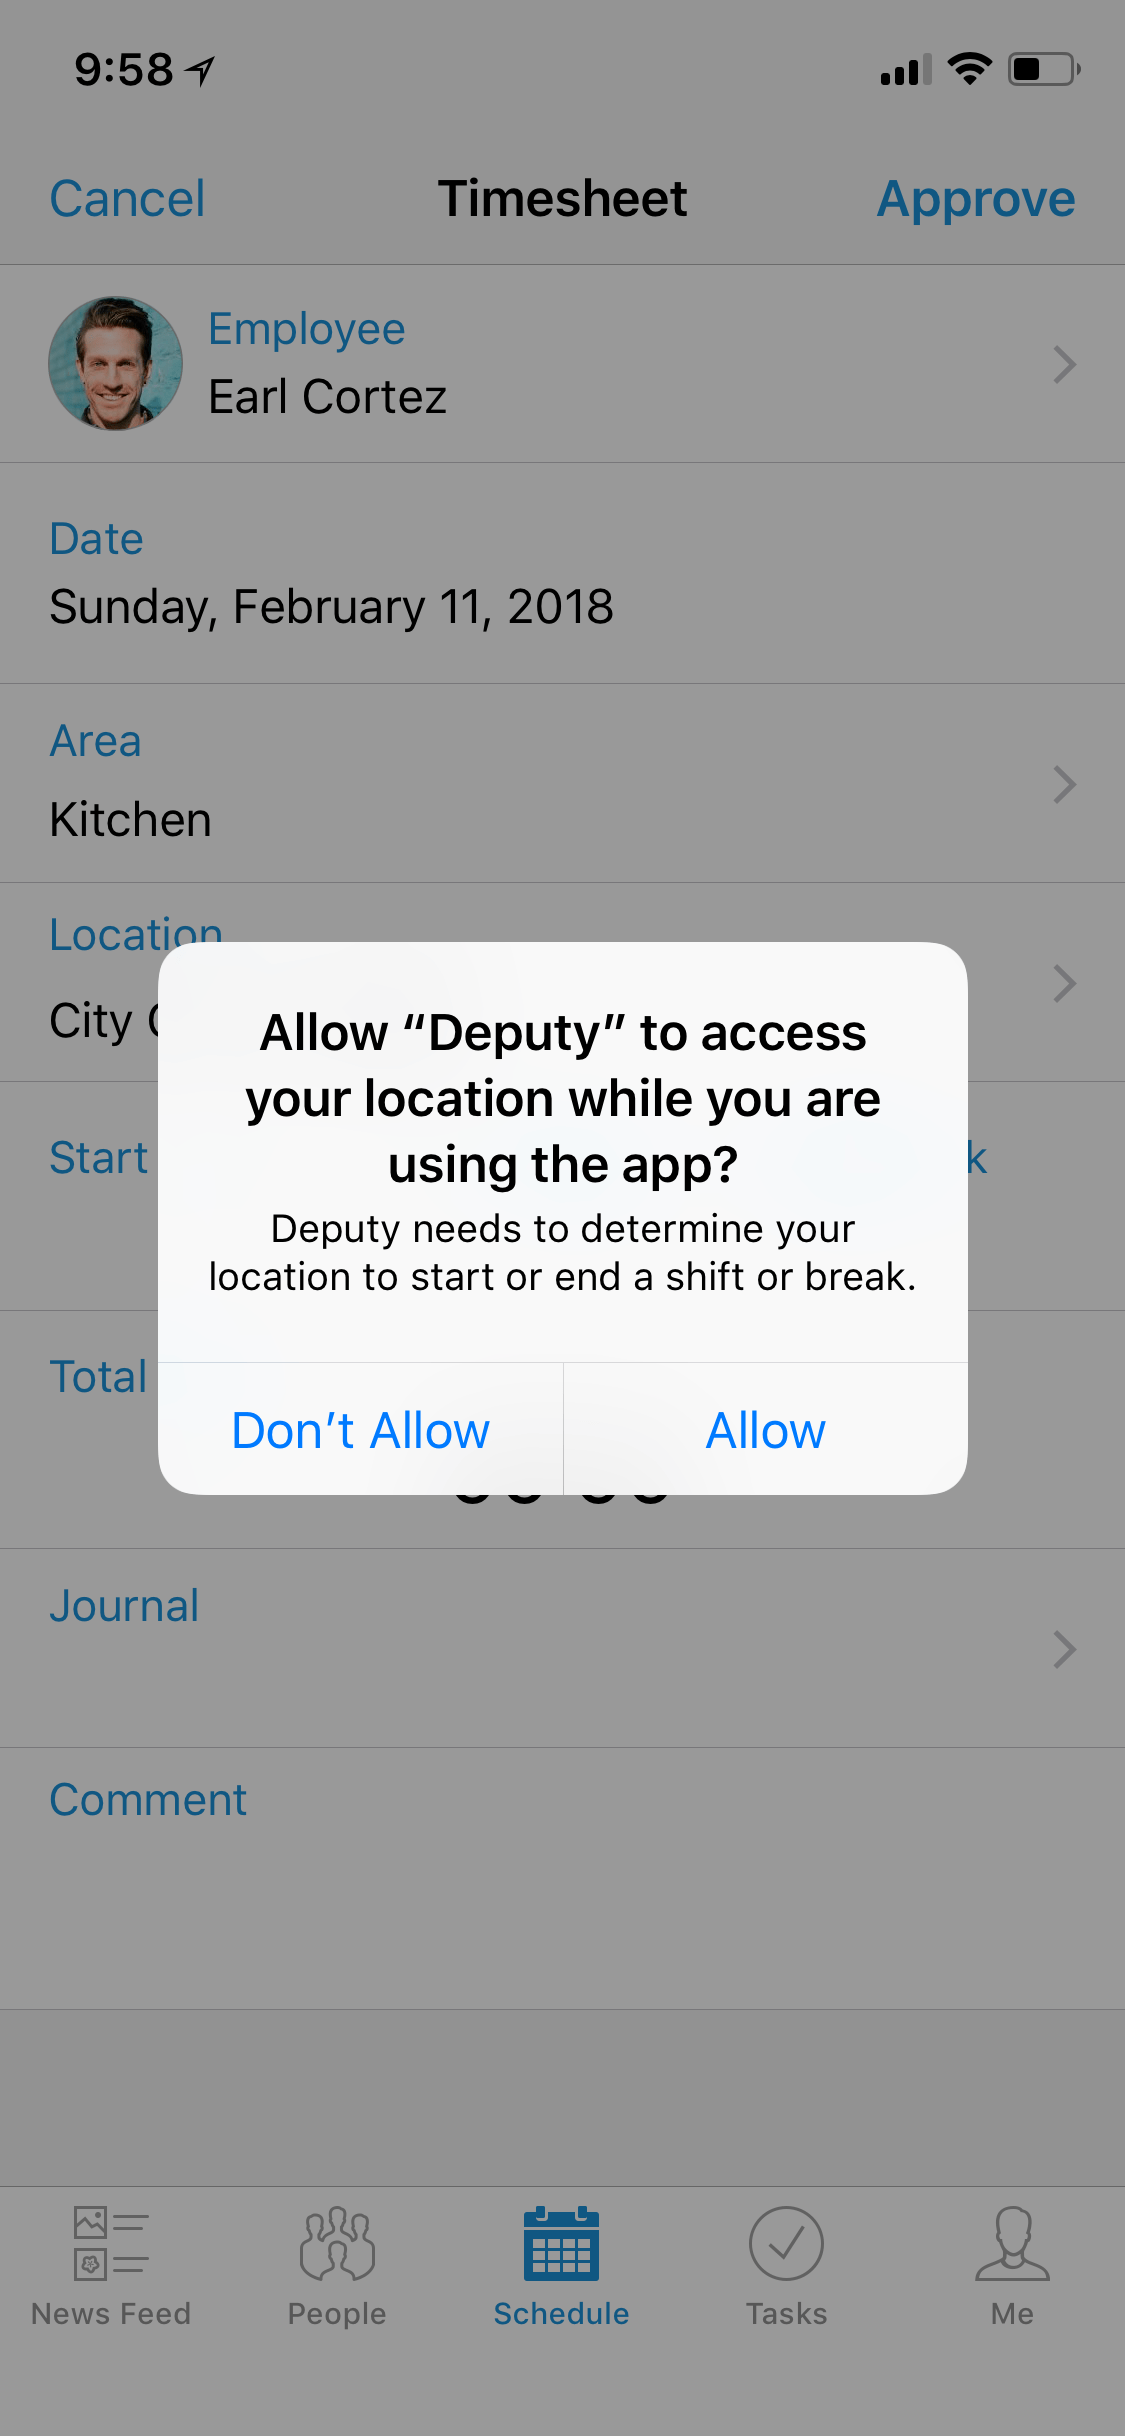 9:58
Cancel Timesheet Approve
Employee
Earl Cortez
Date
Sunday, February 11, 2018
Area
Kitchen
Location
City
Allow “Deputy” to access
your location while you are
using the app?
Deputy needs to determine your
location to start or end a shift or break.
Don’t Allow Allow
Start
Total
Journal
Comment
News Feed People Schedule Tasks Me